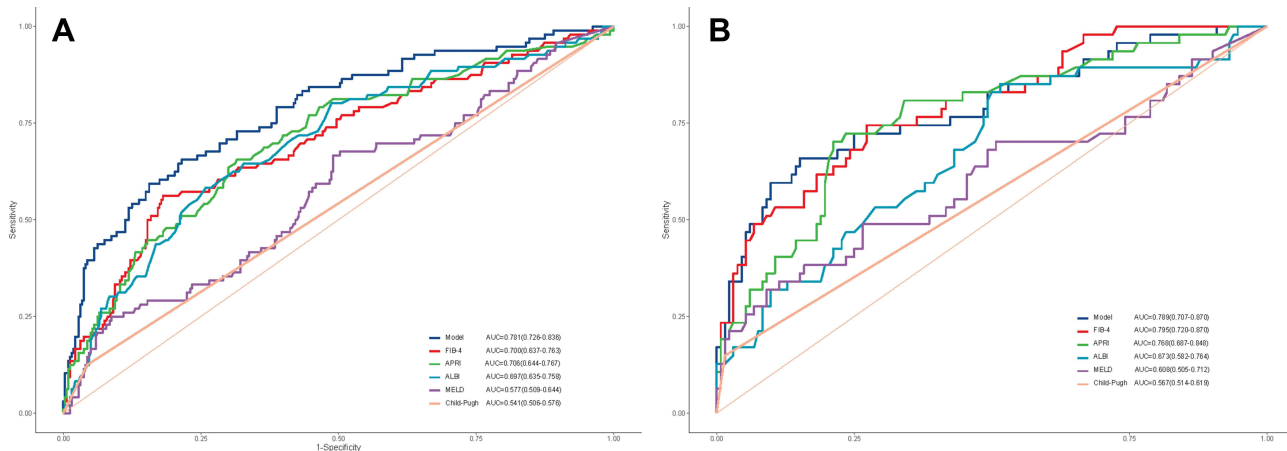 A
1.00
0.75
0.50
0.25
0.00
Sensitivity
Model AUC=0.781(0.726-0.836)
FIB-4 AUC=0.700(0.637-0.763)
APRI AUC=0.706(0.644-0.767)
ALBI AUC=0.697(0.635-0.758)
MELD AUC=0.577(0.509-0.644)
Child-Pugh AUC=0.541(0.506-0.576)
0.00 0.25 0.50 0.75 1.00
1-Specificity
B
1.00
0.75
0.50
0.25
0.00
Sensitivity
Model AUC=0.789(0.707-0.870)
FIB-4 AUC=0.795(0.720-0.870)
APRI AUC=0.768(0.687-0.848)
ALBI AUC=0.673(0.582-0.764)
MELD AUC=0.608(0.505-0.712)
Child-Pugh AUC=0.567(0.514-0.619)
0.00 0.25 0.75 1.00